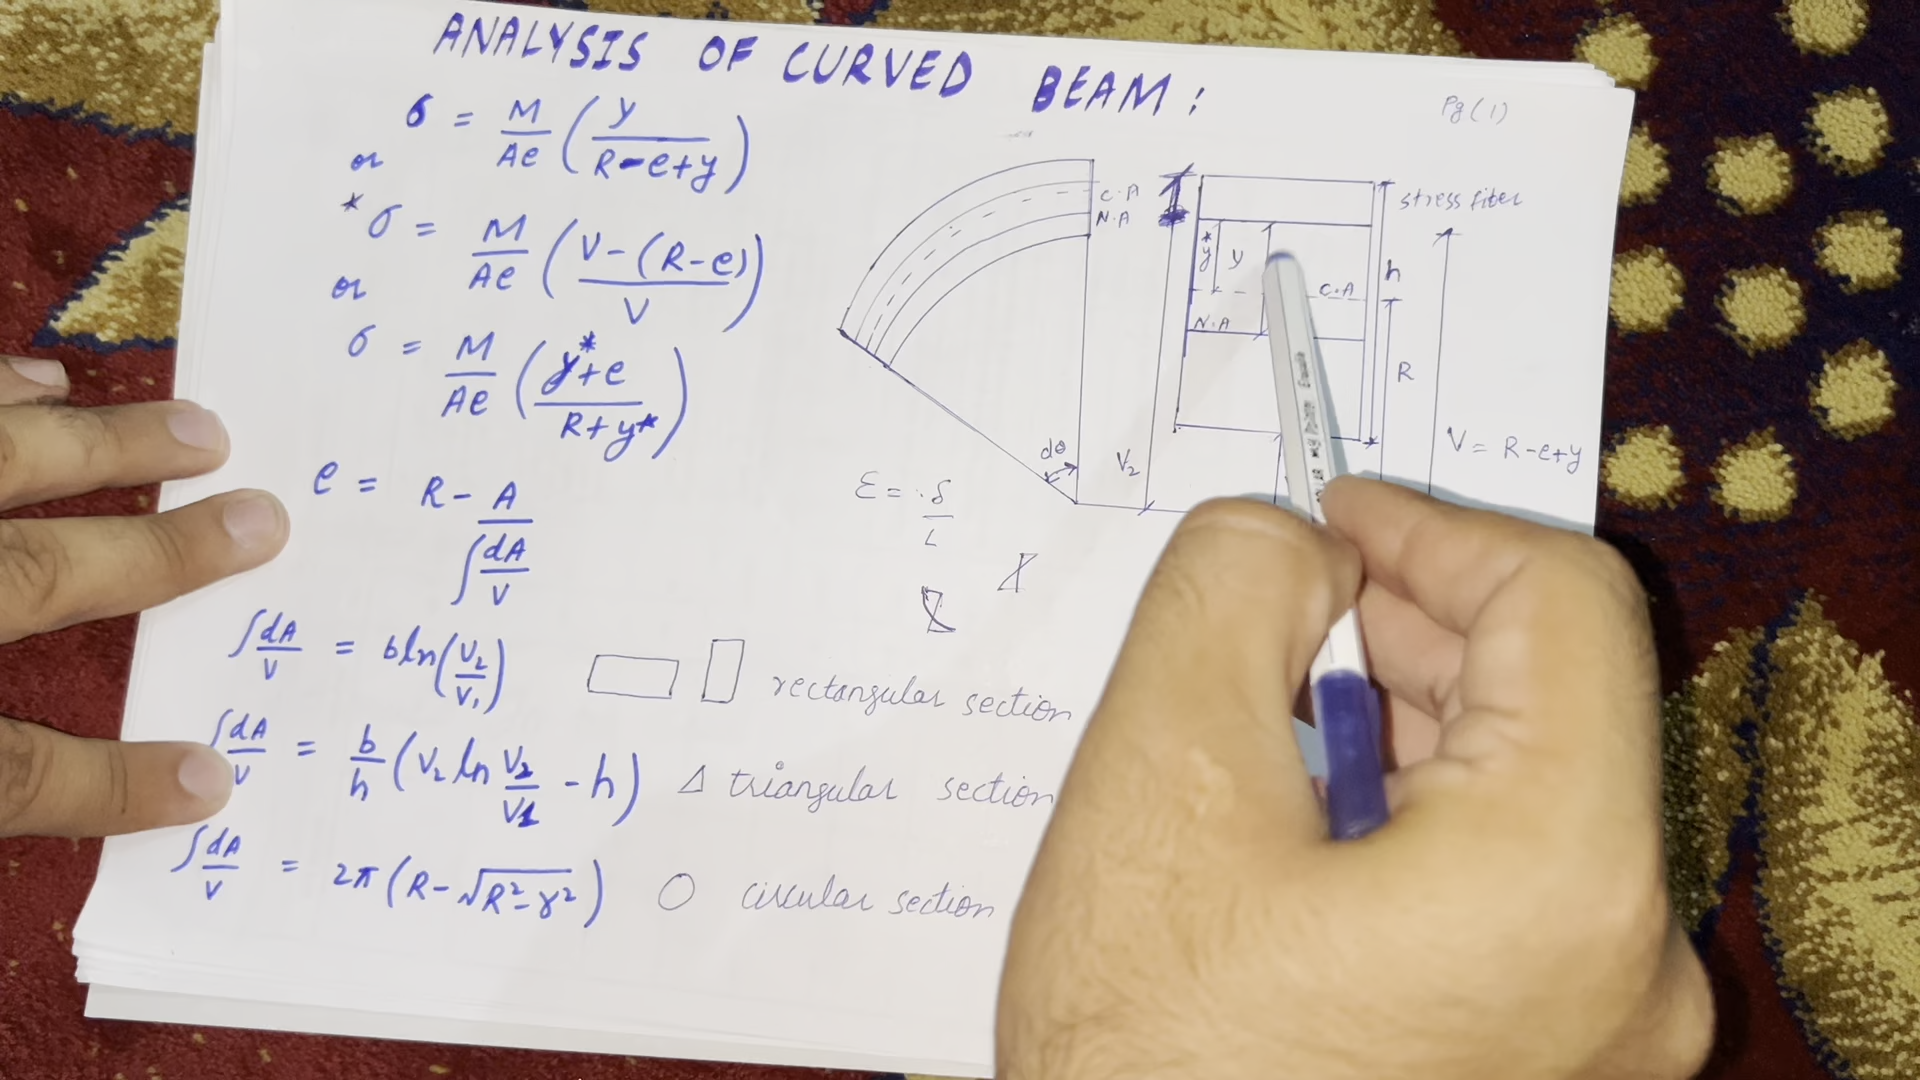 ANALYSIS OF CURVED BEAM :
Pg (1)
σ = M/Ae ( y / R-e+y )
or
* σ = M/Ae ( V-(R-e) / V )
or
σ = M/Ae ( y*+e / R+y* )
e = R - A / ∫ dA/V
∫ dA/V = b ln ( V2/V1 ) rectangular section
∫ dA/V = b/h ( V2 ln V2/V1 - h ) Δ triangular section
∫ dA/V = 2π ( R - √R²-r² ) ○ circular section
C.A
N.A
dθ
ε = δ/L
V2
stress fiber
y*
y
C.A
N.A
h
R
V = R-e+y